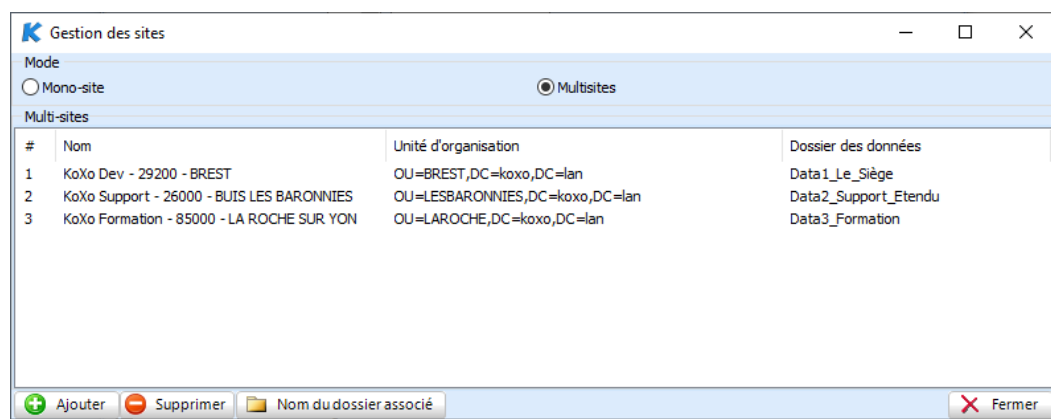 Gestion des sites
Mode
Mono-site Multisites
Multi-sites
# Nom Unité d'organisation Dossier des données
1 KoXo Dev - 29200 - BREST OU=BREST,DC=koxo,DC=lan Data1_Le_Siège
2 KoXo Support - 26000 - BUIS LES BARONNIES OU=LESBARONNIES,DC=koxo,DC=lan Data2_Support_Etendu
3 KoXo Formation - 85000 - LA ROCHE SUR YON OU=LAROCHE,DC=koxo,DC=lan Data3_Formation
Ajouter Supprimer Nom du dossier associé Fermer